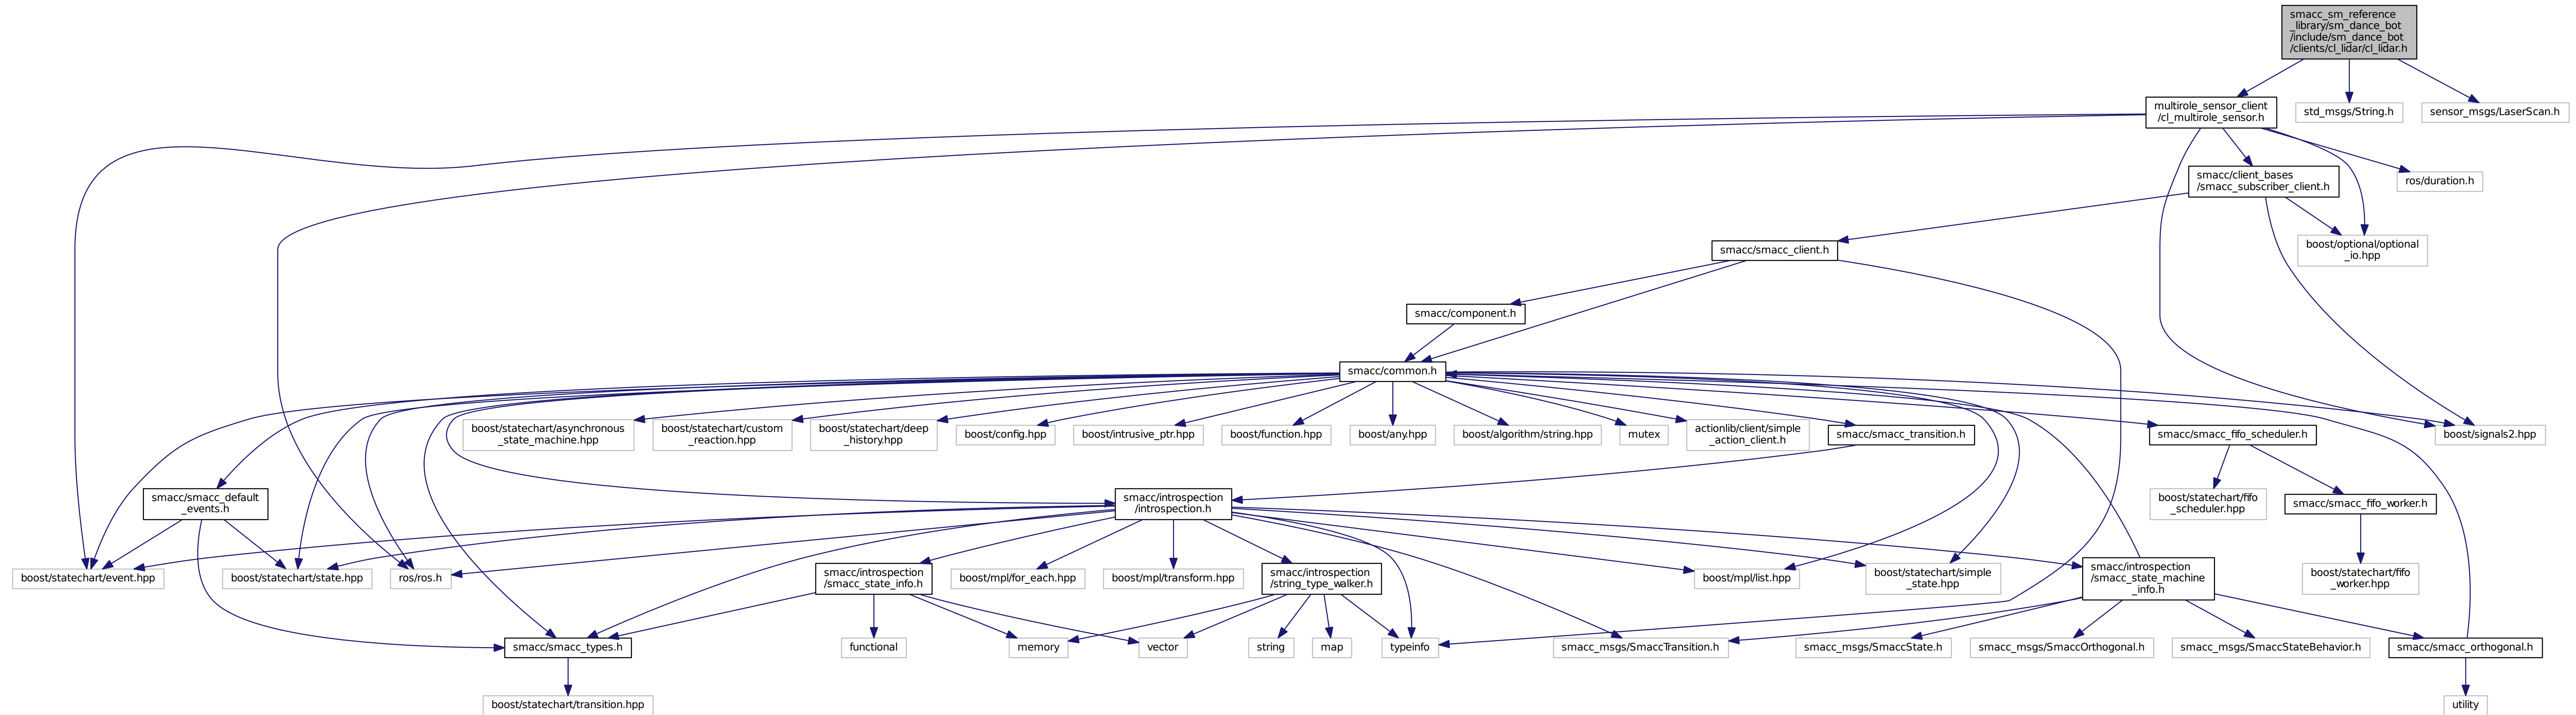 smacc_sm_reference
_library/sm_dance_bot
/include/sm_dance_bot
/clients/cl_lidar/cl_lidar.h
multirole_sensor_client
/cl_multirole_sensor.h
std_msgs/String.h
sensor_msgs/LaserScan.h
smacc/client_bases
/smacc_subscriber_client.h
ros/duration.h
smacc/smacc_client.h
boost/optional/optional
_io.hpp
smacc/component.h
smacc/common.h
boost/statechart/asynchronous
_state_machine.hpp
boost/statechart/custom
_reaction.hpp
boost/statechart/deep
_history.hpp
boost/config.hpp
boost/intrusive_ptr.hpp
boost/function.hpp
boost/any.hpp
boost/algorithm/string.hpp
mutex
actionlib/client/simple
_action_client.h
smacc/smacc_transition.h
smacc/smacc_fifo_scheduler.h
boost/signals2.hpp
smacc/smacc_default
_events.h
smacc/introspection
/introspection.h
boost/statechart/fifo
_scheduler.hpp
smacc/smacc_fifo_worker.h
boost/statechart/event.hpp
boost/statechart/state.hpp
ros/ros.h
smacc/introspection
/smacc_state_info.h
boost/mpl/for_each.hpp
boost/mpl/transform.hpp
smacc/introspection
/string_type_walker.h
boost/mpl/list.hpp
boost/statechart/simple
_state.hpp
smacc/introspection
/smacc_state_machine
_info.h
boost/statechart/fifo
_worker.hpp
smacc/smacc_types.h
functional
memory
vector
string
map
typeinfo
smacc_msgs/SmaccTransition.h
smacc_msgs/SmaccState.h
smacc_msgs/SmaccOrthogonal.h
smacc_msgs/SmaccStateBehavior.h
smacc/smacc_orthogonal.h
boost/statechart/transition.hpp
utility